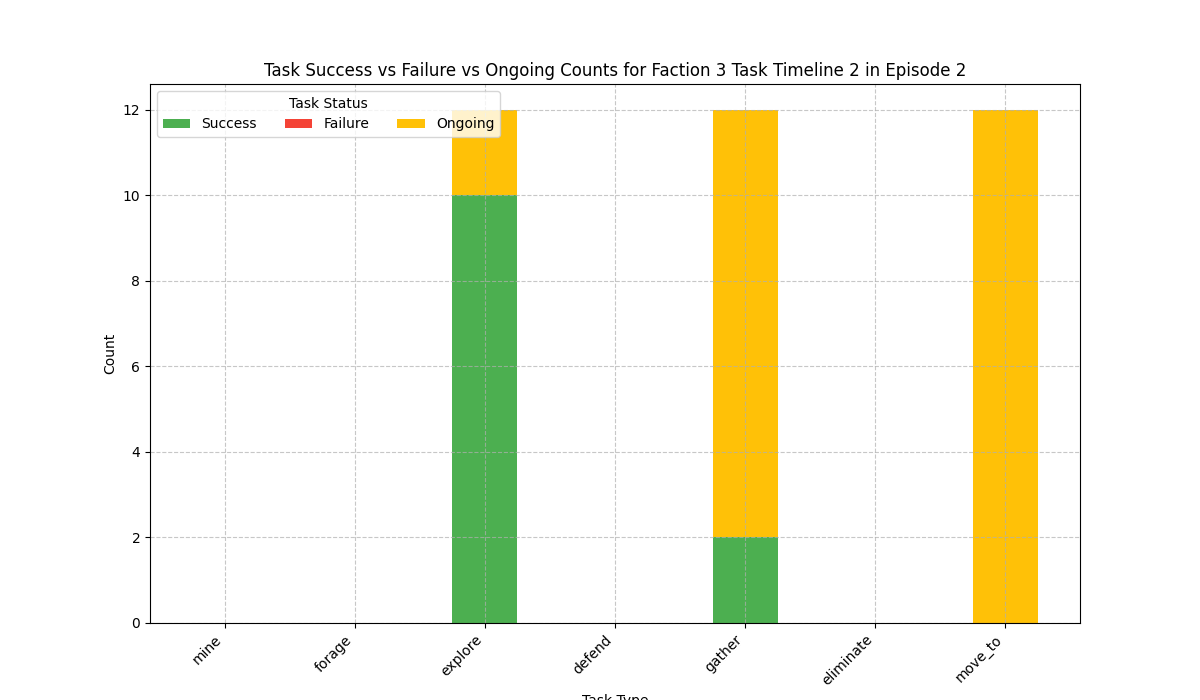 Task Success vs Failure vs Ongoing Counts for Faction 3 Task Timeline 2 in Episode 2
Task Status
Success Failure Ongoing
12
10
8
6
4
2
0
Count
mine
forage
explore
defend
gather
eliminate
move_to
Task Type